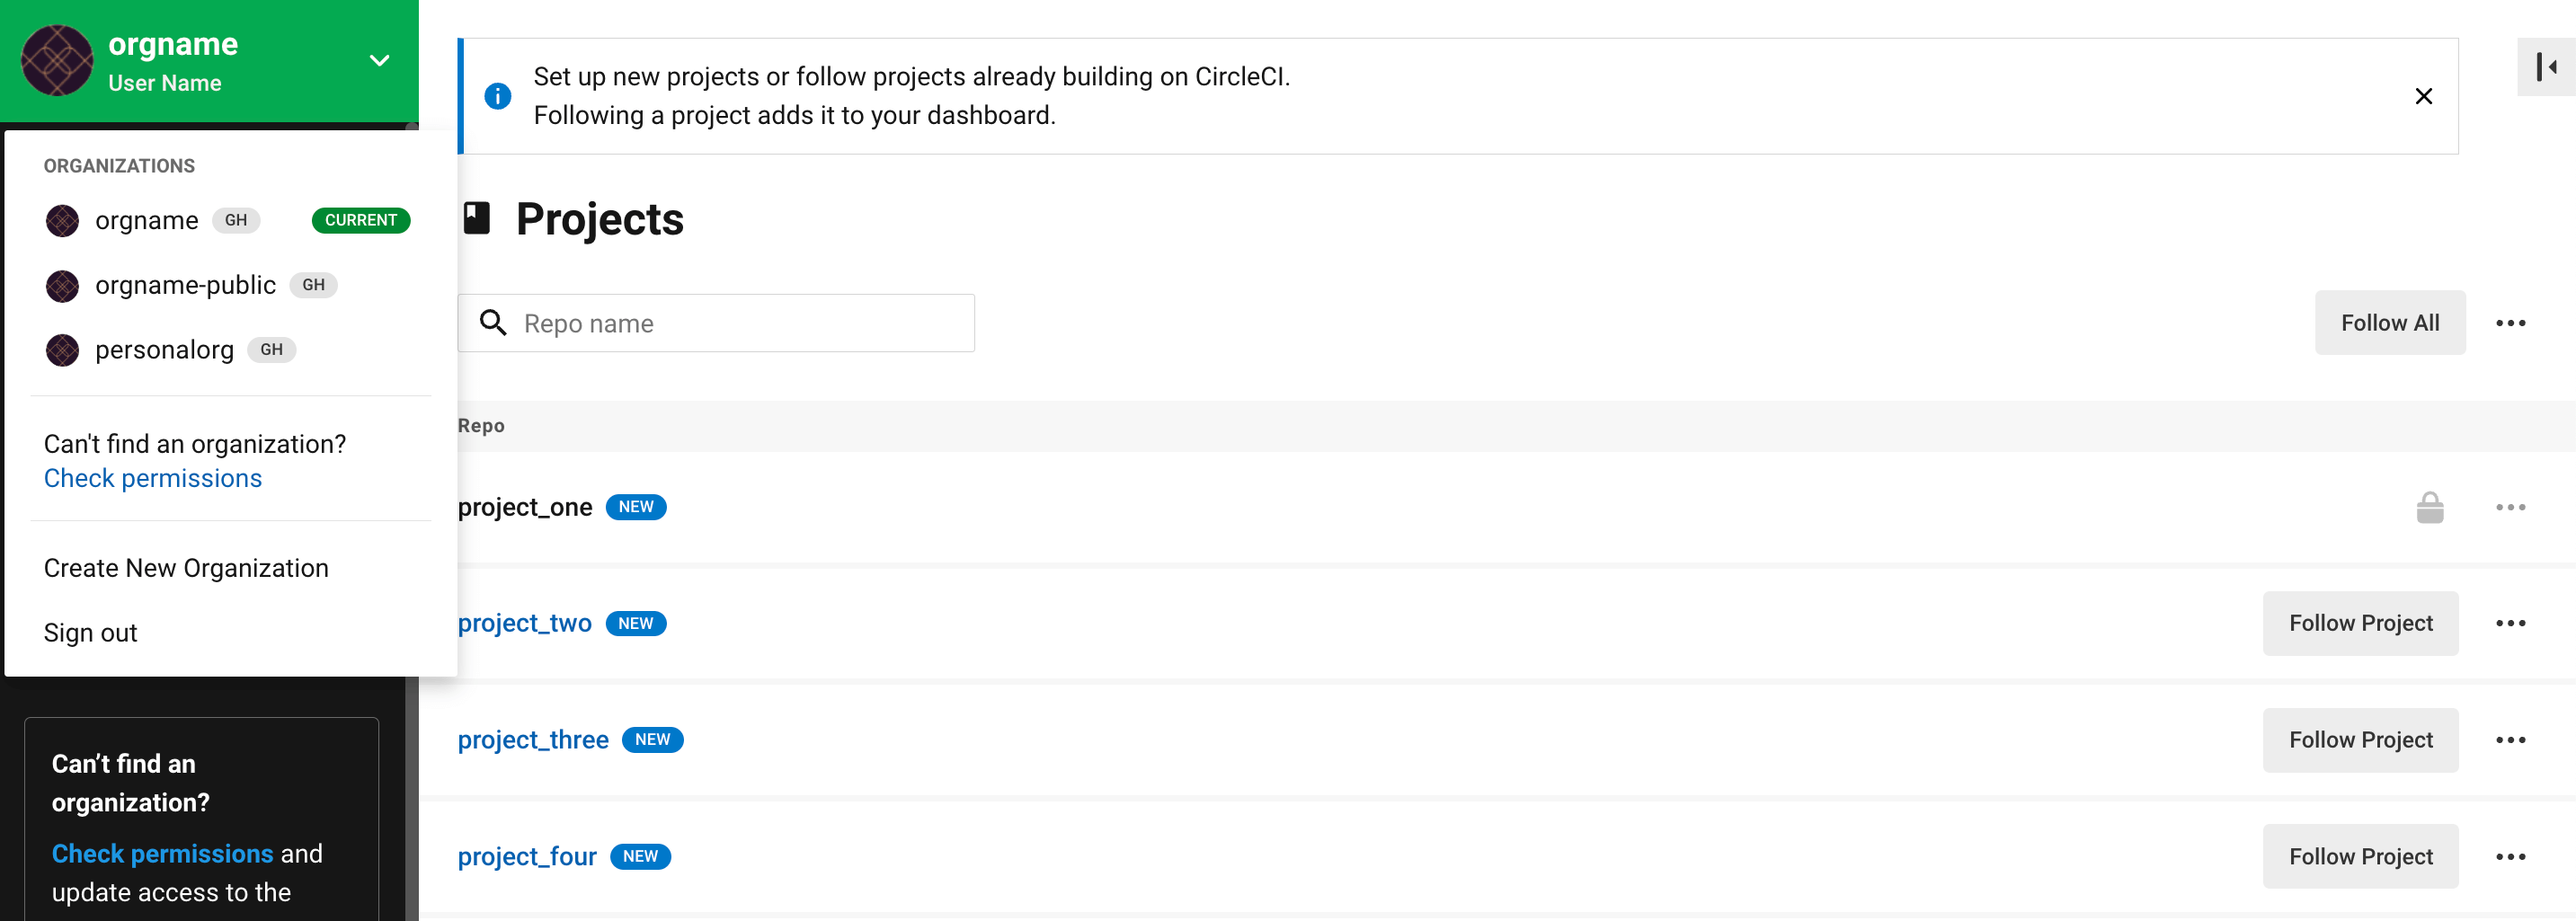 orgname
User Name
ORGANIZATIONS
orgname GH CURRENT
orgname-public GH
personalorg GH
Can't find an organization?
Check permissions
Create New Organization
Sign out
Can’t find an
organization?
Check permissions and
update access to the
Set up new projects or follow projects already building on CircleCI.
Following a project adds it to your dashboard.
Projects
Repo name
Follow All
Repo
project_one NEW
project_two NEW Follow Project
project_three NEW Follow Project
project_four NEW Follow Project